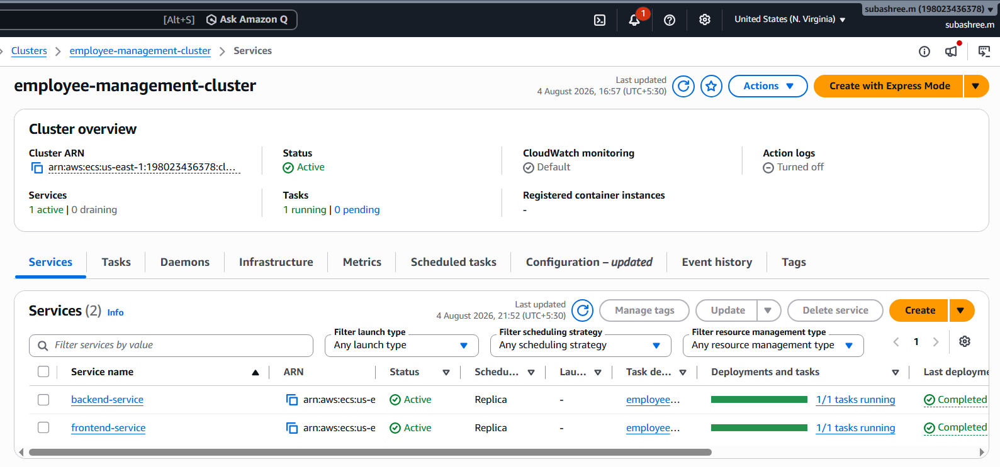 [Alt+S] Ask Amazon Q 1 United States (N. Virginia) subashree.m (198023436378)
subashree.m
Clusters employee-management-cluster Services
employee-management-cluster
Last updated
4 August 2026, 16:57 (UTC+5:30)
Actions
Create with Express Mode
Cluster overview
Cluster ARN
arn:aws:ecs:us-east-1:198023436378:cl...
Status
Active
CloudWatch monitoring
Default
Action logs
Turned off
Services
1 active | 0 draining
Tasks
1 running | 0 pending
Registered container instances
-
Services Tasks Daemons Infrastructure Metrics Scheduled tasks Configuration – updated Event history Tags
Services (2) Info
Last updated
4 August 2026, 21:52 (UTC+5:30)
Manage tags Update Delete service Create
Filter services by value
Filter launch type
Any launch type
Filter scheduling strategy
Any scheduling strategy
Filter resource management type
Any resource management type
1
Service name ARN Status Schedu... Lau... Task de... Deployments and tasks Last deployme
backend-service arn:aws:ecs:us-e Active Replica - employee... 1/1 tasks running Completed
frontend-service arn:aws:ecs:us-e Active Replica - employee... 1/1 tasks running Completed